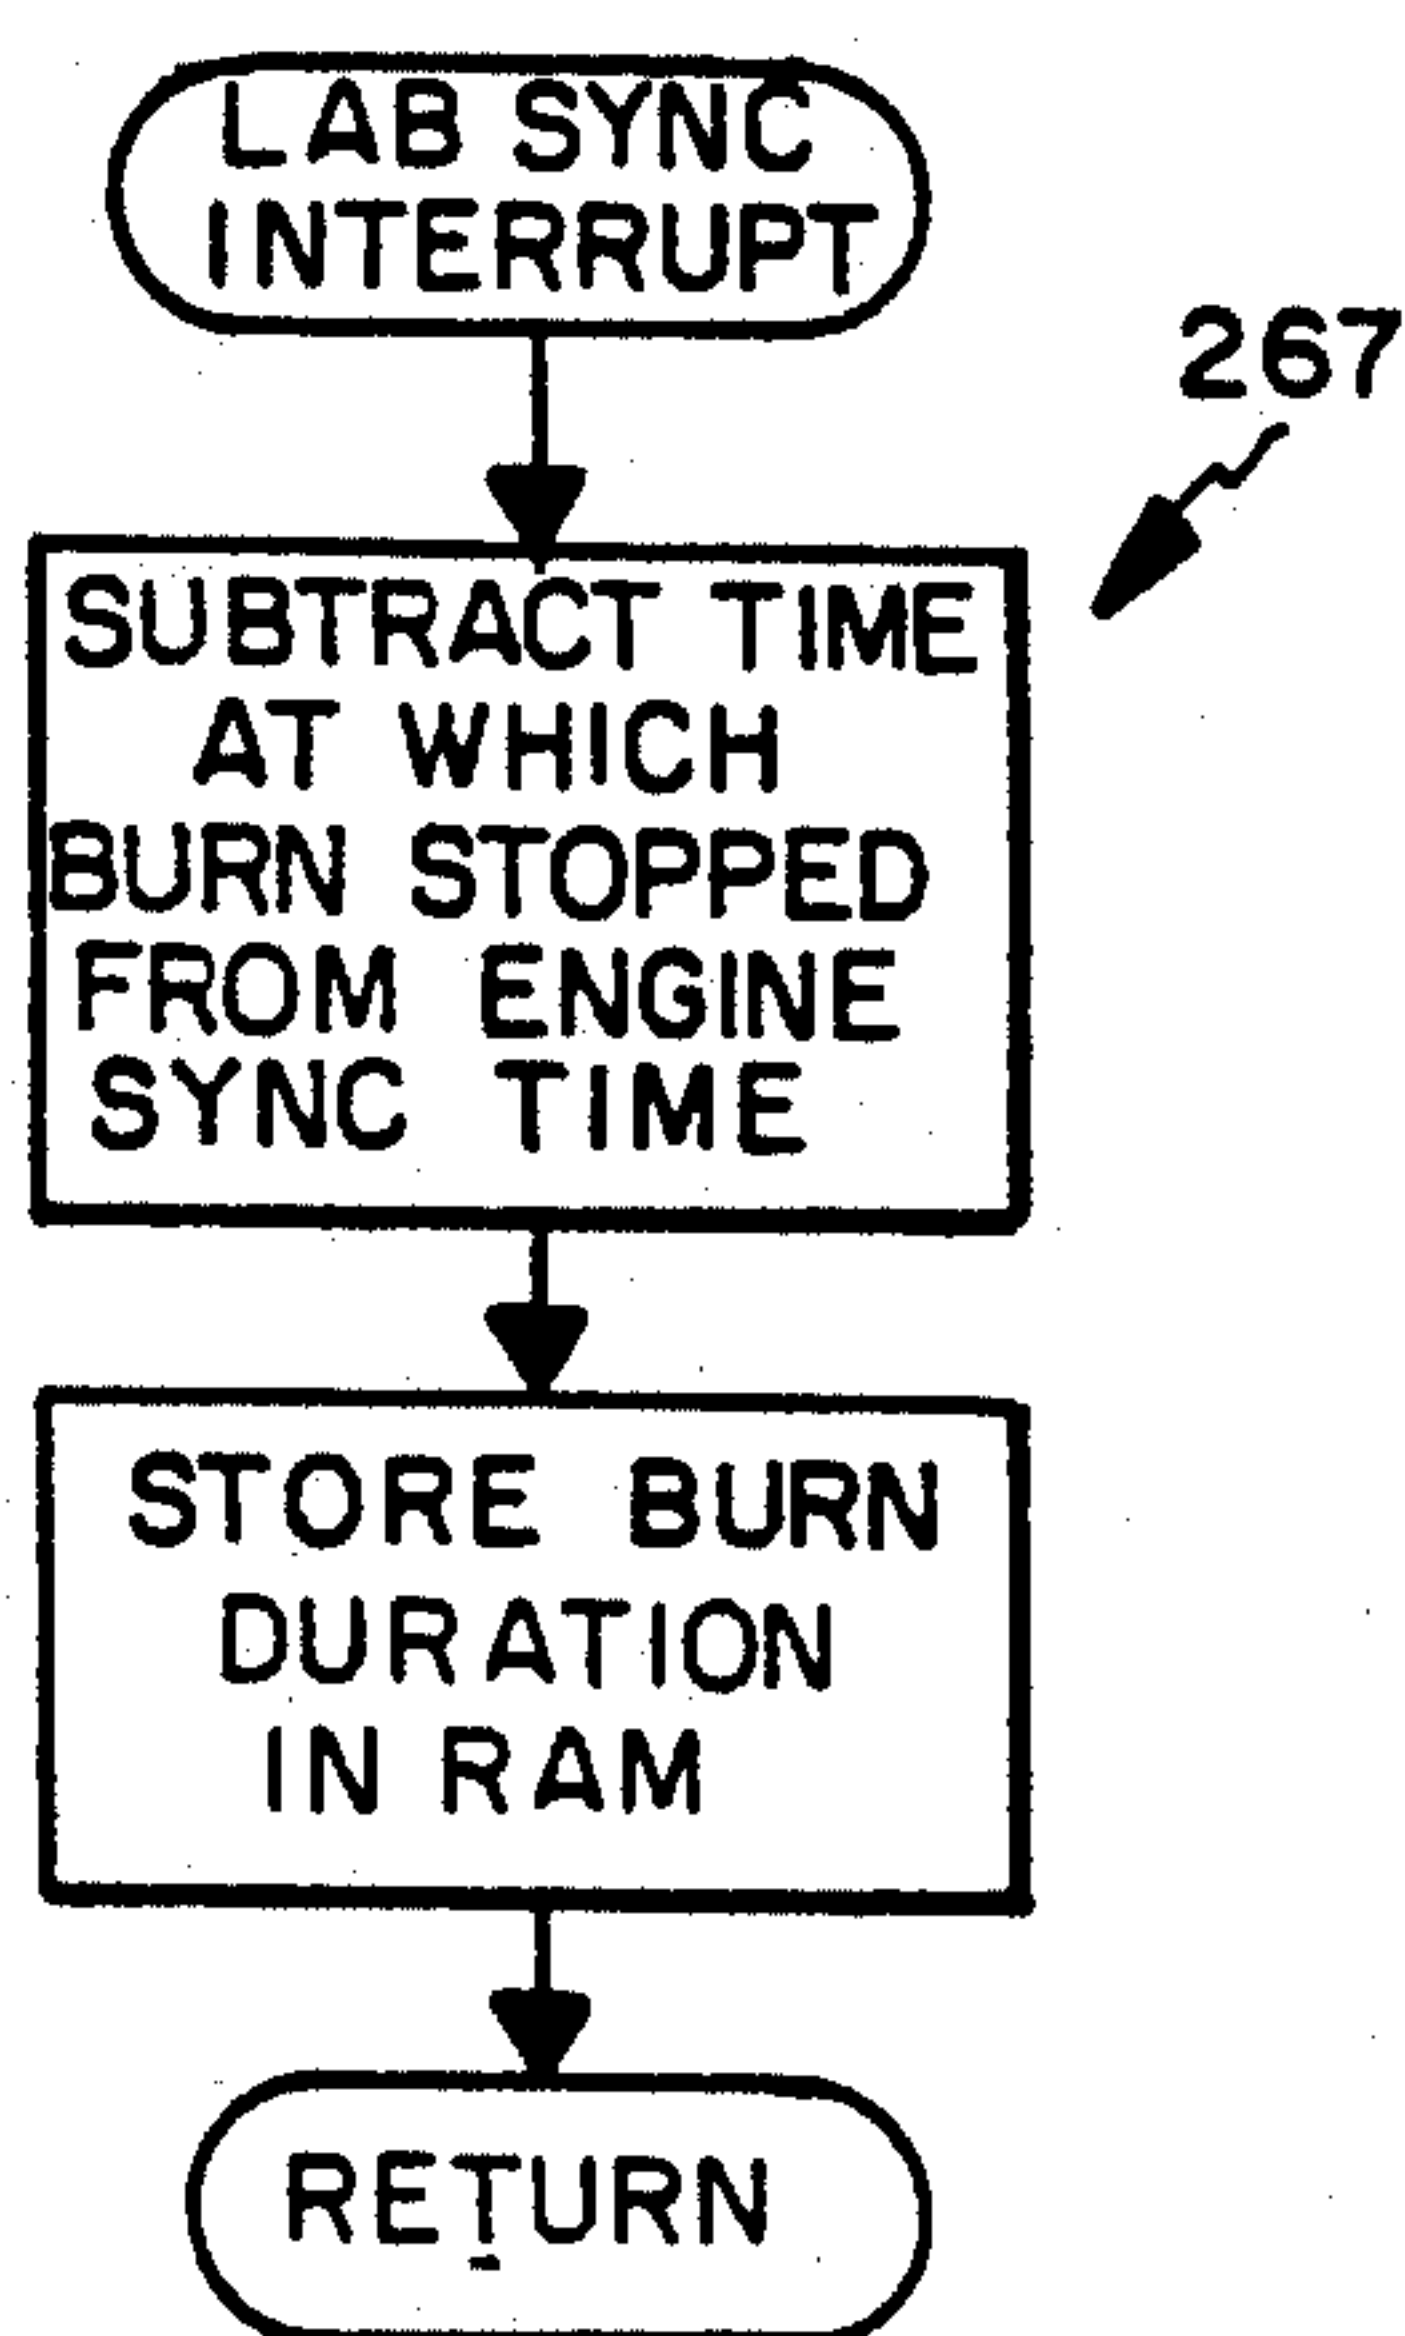 LAB SYNC
INTERRUPT
267
SUBTRACT TIME
AT WHICH
BURN STOPPED
FROM ENGINE
SYNC TIME
STORE BURN
DURATION
IN RAM
RETURN